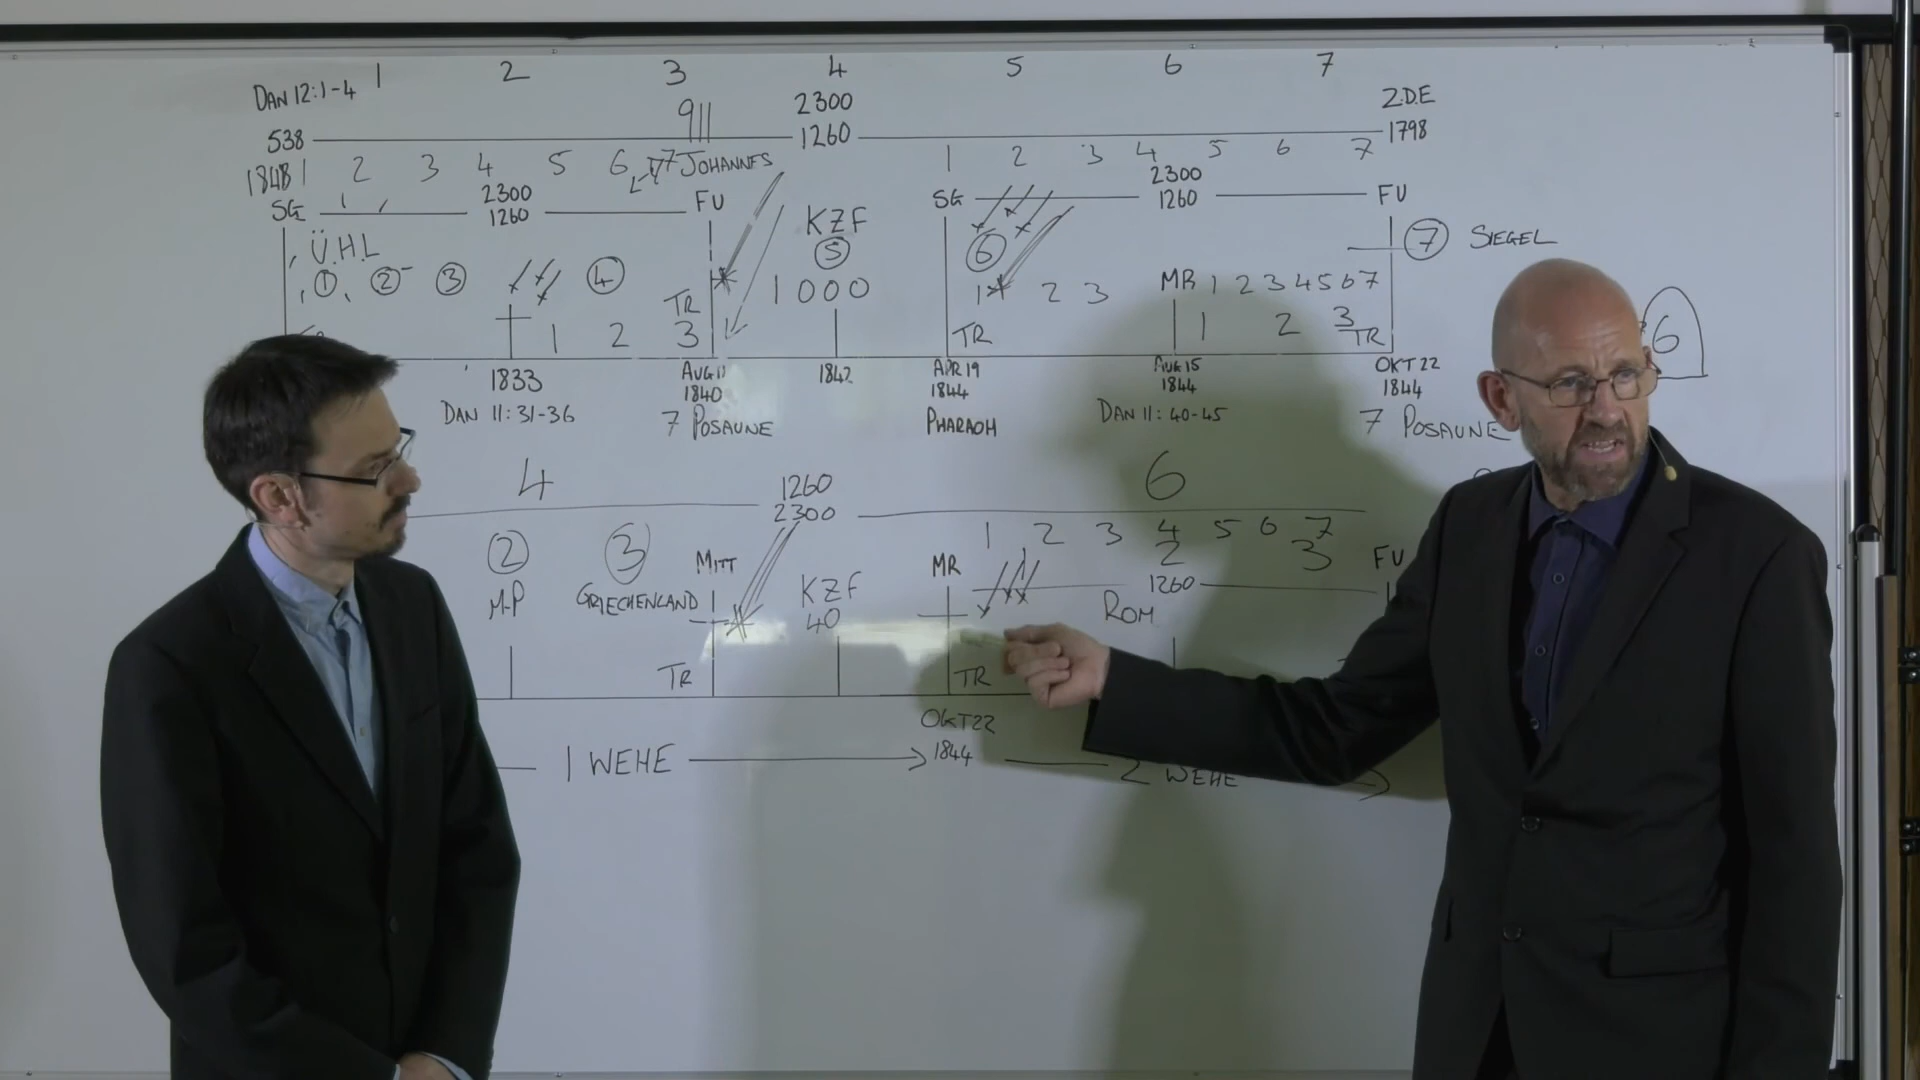 1 2 3 4 5 6 7
DAN 12:1-4 911 2300 2.D.E
538 1260 1798
1 2 3 4 5 6 7 JOHANNES 1 2 3 4 5 6 7
2300 2300
SG 1260 FU SG 1260 FU
Ü.H.L KZF
① ② ③ ④ ⑤ ⑥ ⑦ SIEGEL
1000 1 2 3 MR 1 2 3 4 5 6 7
TR
1 2 3 TR 1 2 3 TR 6
1833 AUG 11 1840 1842 APR 19 1844 AUG 15 1844 OKT 22 1844
DAN 11:31-36 7 POSAUNE PHARAOH DAN 11:40-45 7 POSAUNE
4 1260 6
2300
② ③ MITT MR 1 2 3 4 5 6 7
2 3 FU
M-P GRIECHENLAND KZF 1260
40 ROM
TR TR
OKT 22
1844
1 WEHE 2 WEHE